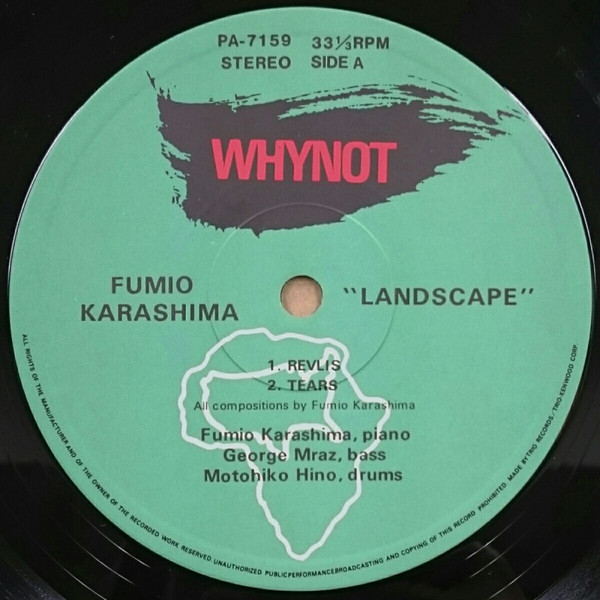 PA-7159 33⅓RPM
STEREO SIDE A
WHYNOT
FUMIO
KARASHIMA
"LANDSCAPE"
1. REVLIS
2. TEARS
All compositions by Fumio Karashima
Fumio Karashima, piano
George Mraz, bass
Motohiko Hino, drums
ALL RIGHTS OF THE MANUFACTURER AND OF THE OWNER OF THE RECORDED WORK RESERVED. UNAUTHORIZED PUBLIC PERFORMANCE BROADCASTING AND COPYING OF THIS RECORD PROHIBITED. MADE BY TRIO RECORDS/TRIO-KENWOOD CORP.